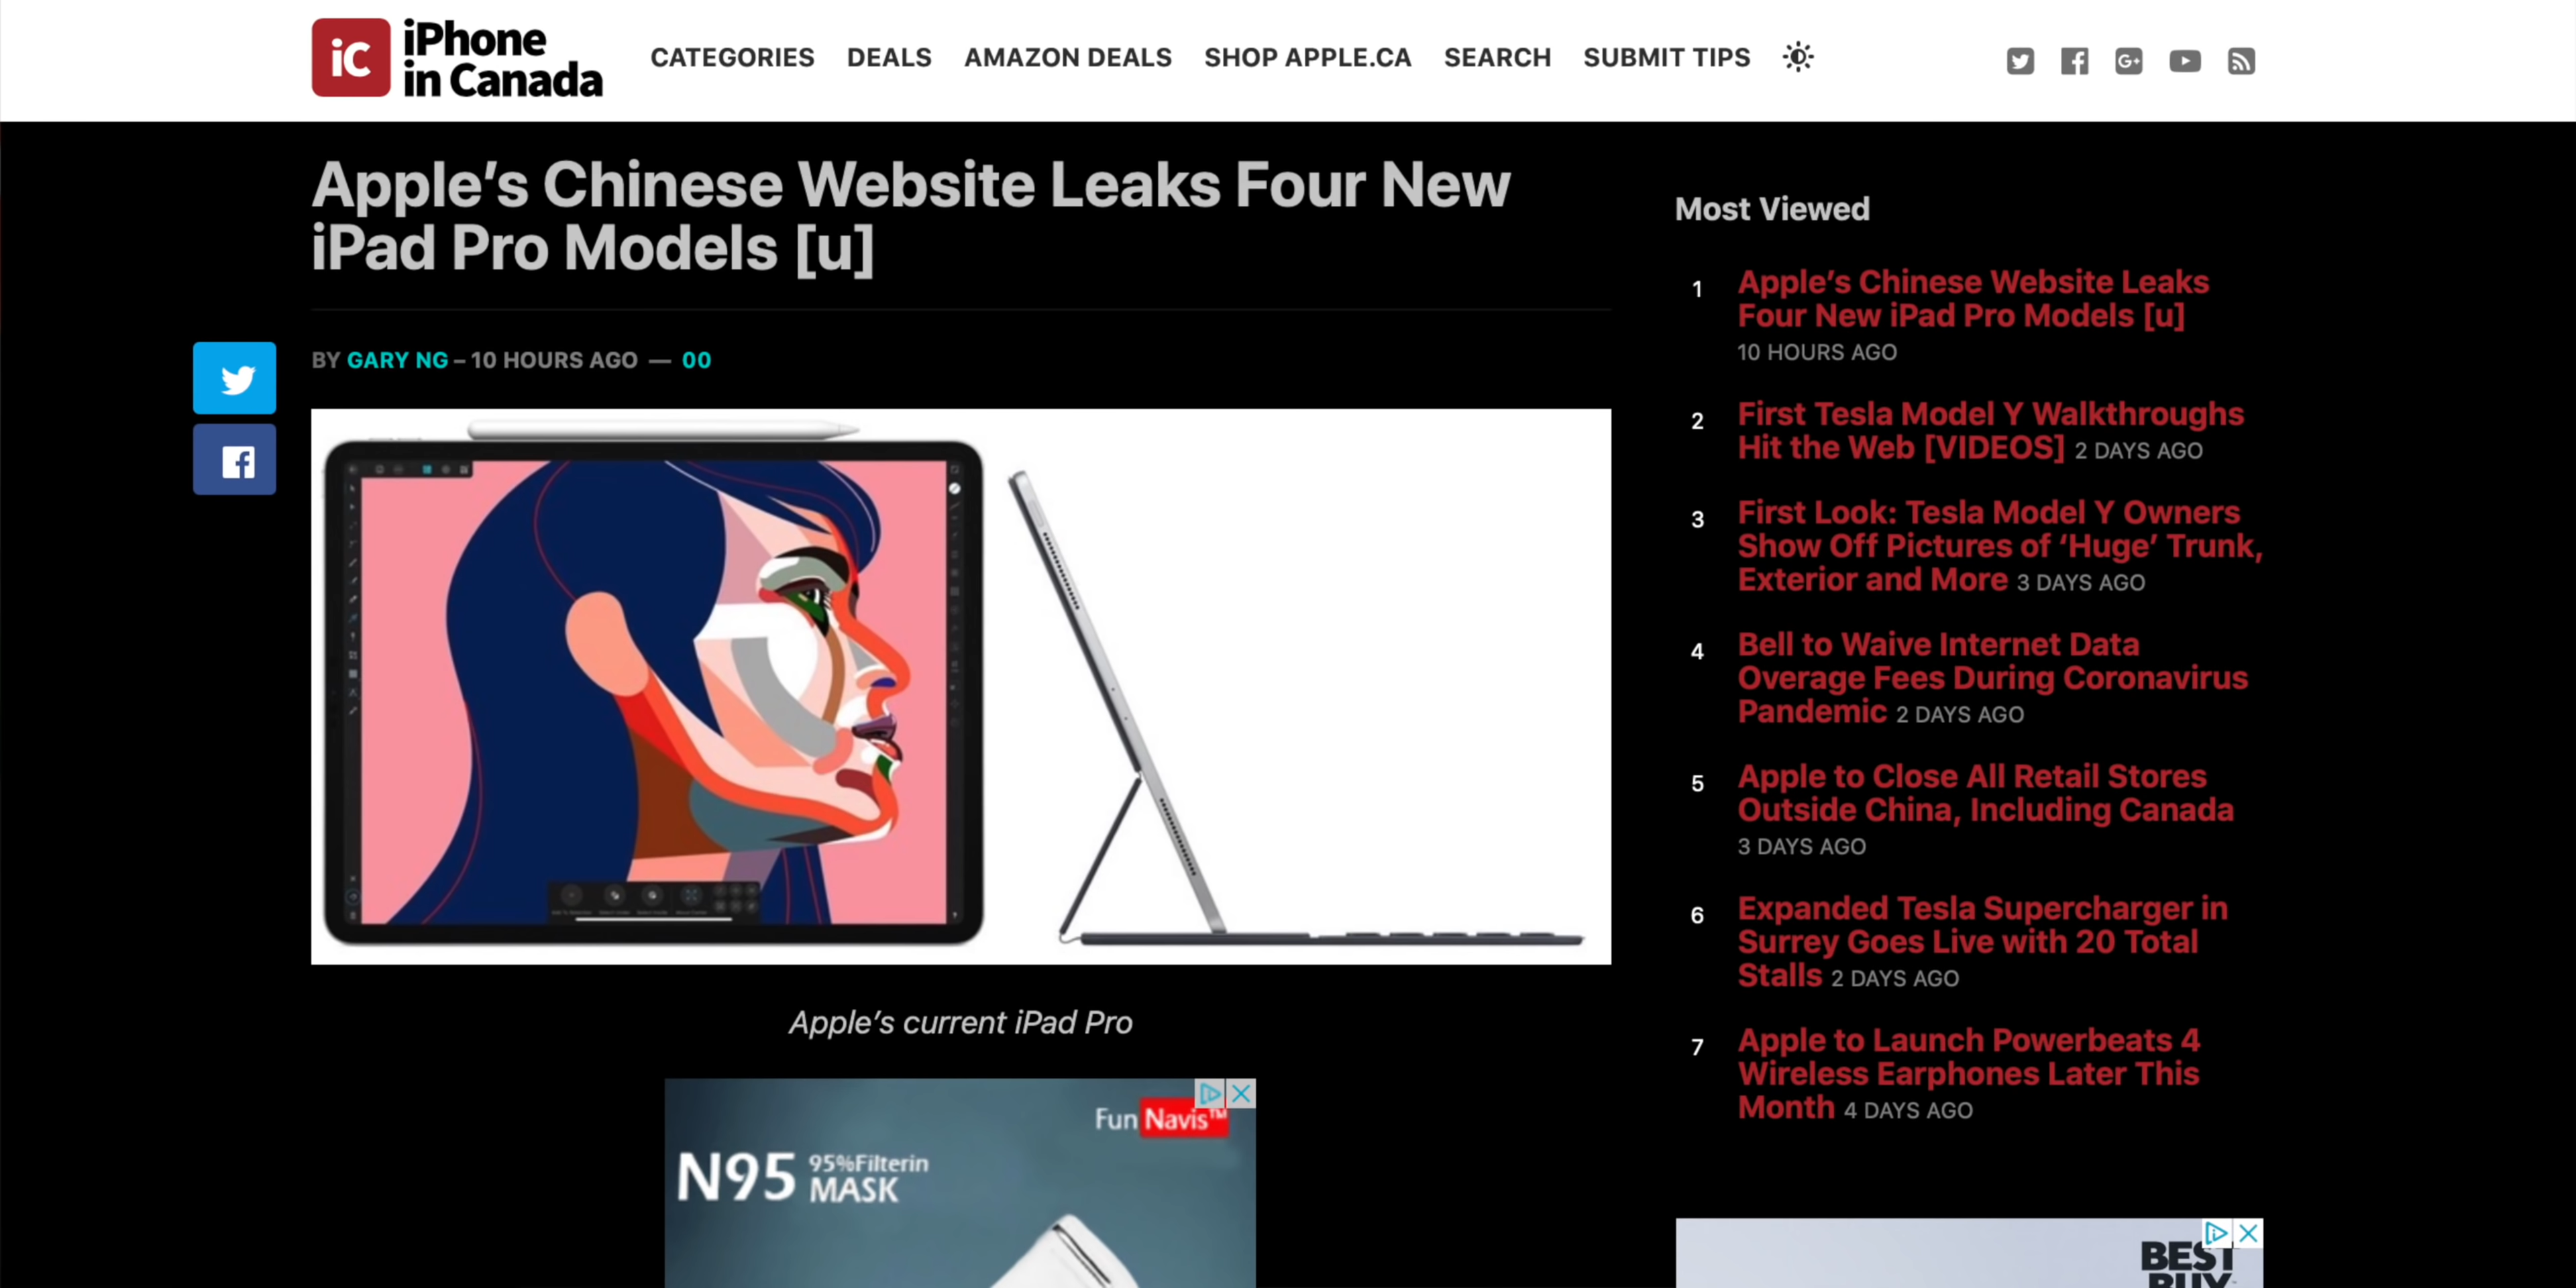 iC iPhone
in Canada
CATEGORIES DEALS AMAZON DEALS SHOP APPLE.CA SEARCH SUBMIT TIPS
Apple’s Chinese Website Leaks Four New
iPad Pro Models [u]
BY GARY NG – 10 HOURS AGO — 00
Apple’s current iPad Pro
Fun Navis™
N95 95%Filterin
MASK
Most Viewed
1 Apple’s Chinese Website Leaks
Four New iPad Pro Models [u]
10 HOURS AGO
2 First Tesla Model Y Walkthroughs
Hit the Web [VIDEOS] 2 DAYS AGO
3 First Look: Tesla Model Y Owners
Show Off Pictures of ‘Huge’ Trunk,
Exterior and More 3 DAYS AGO
4 Bell to Waive Internet Data
Overage Fees During Coronavirus
Pandemic 2 DAYS AGO
5 Apple to Close All Retail Stores
Outside China, Including Canada
3 DAYS AGO
6 Expanded Tesla Supercharger in
Surrey Goes Live with 20 Total
Stalls 2 DAYS AGO
7 Apple to Launch Powerbeats 4
Wireless Earphones Later This
Month 4 DAYS AGO
BEST
BUY